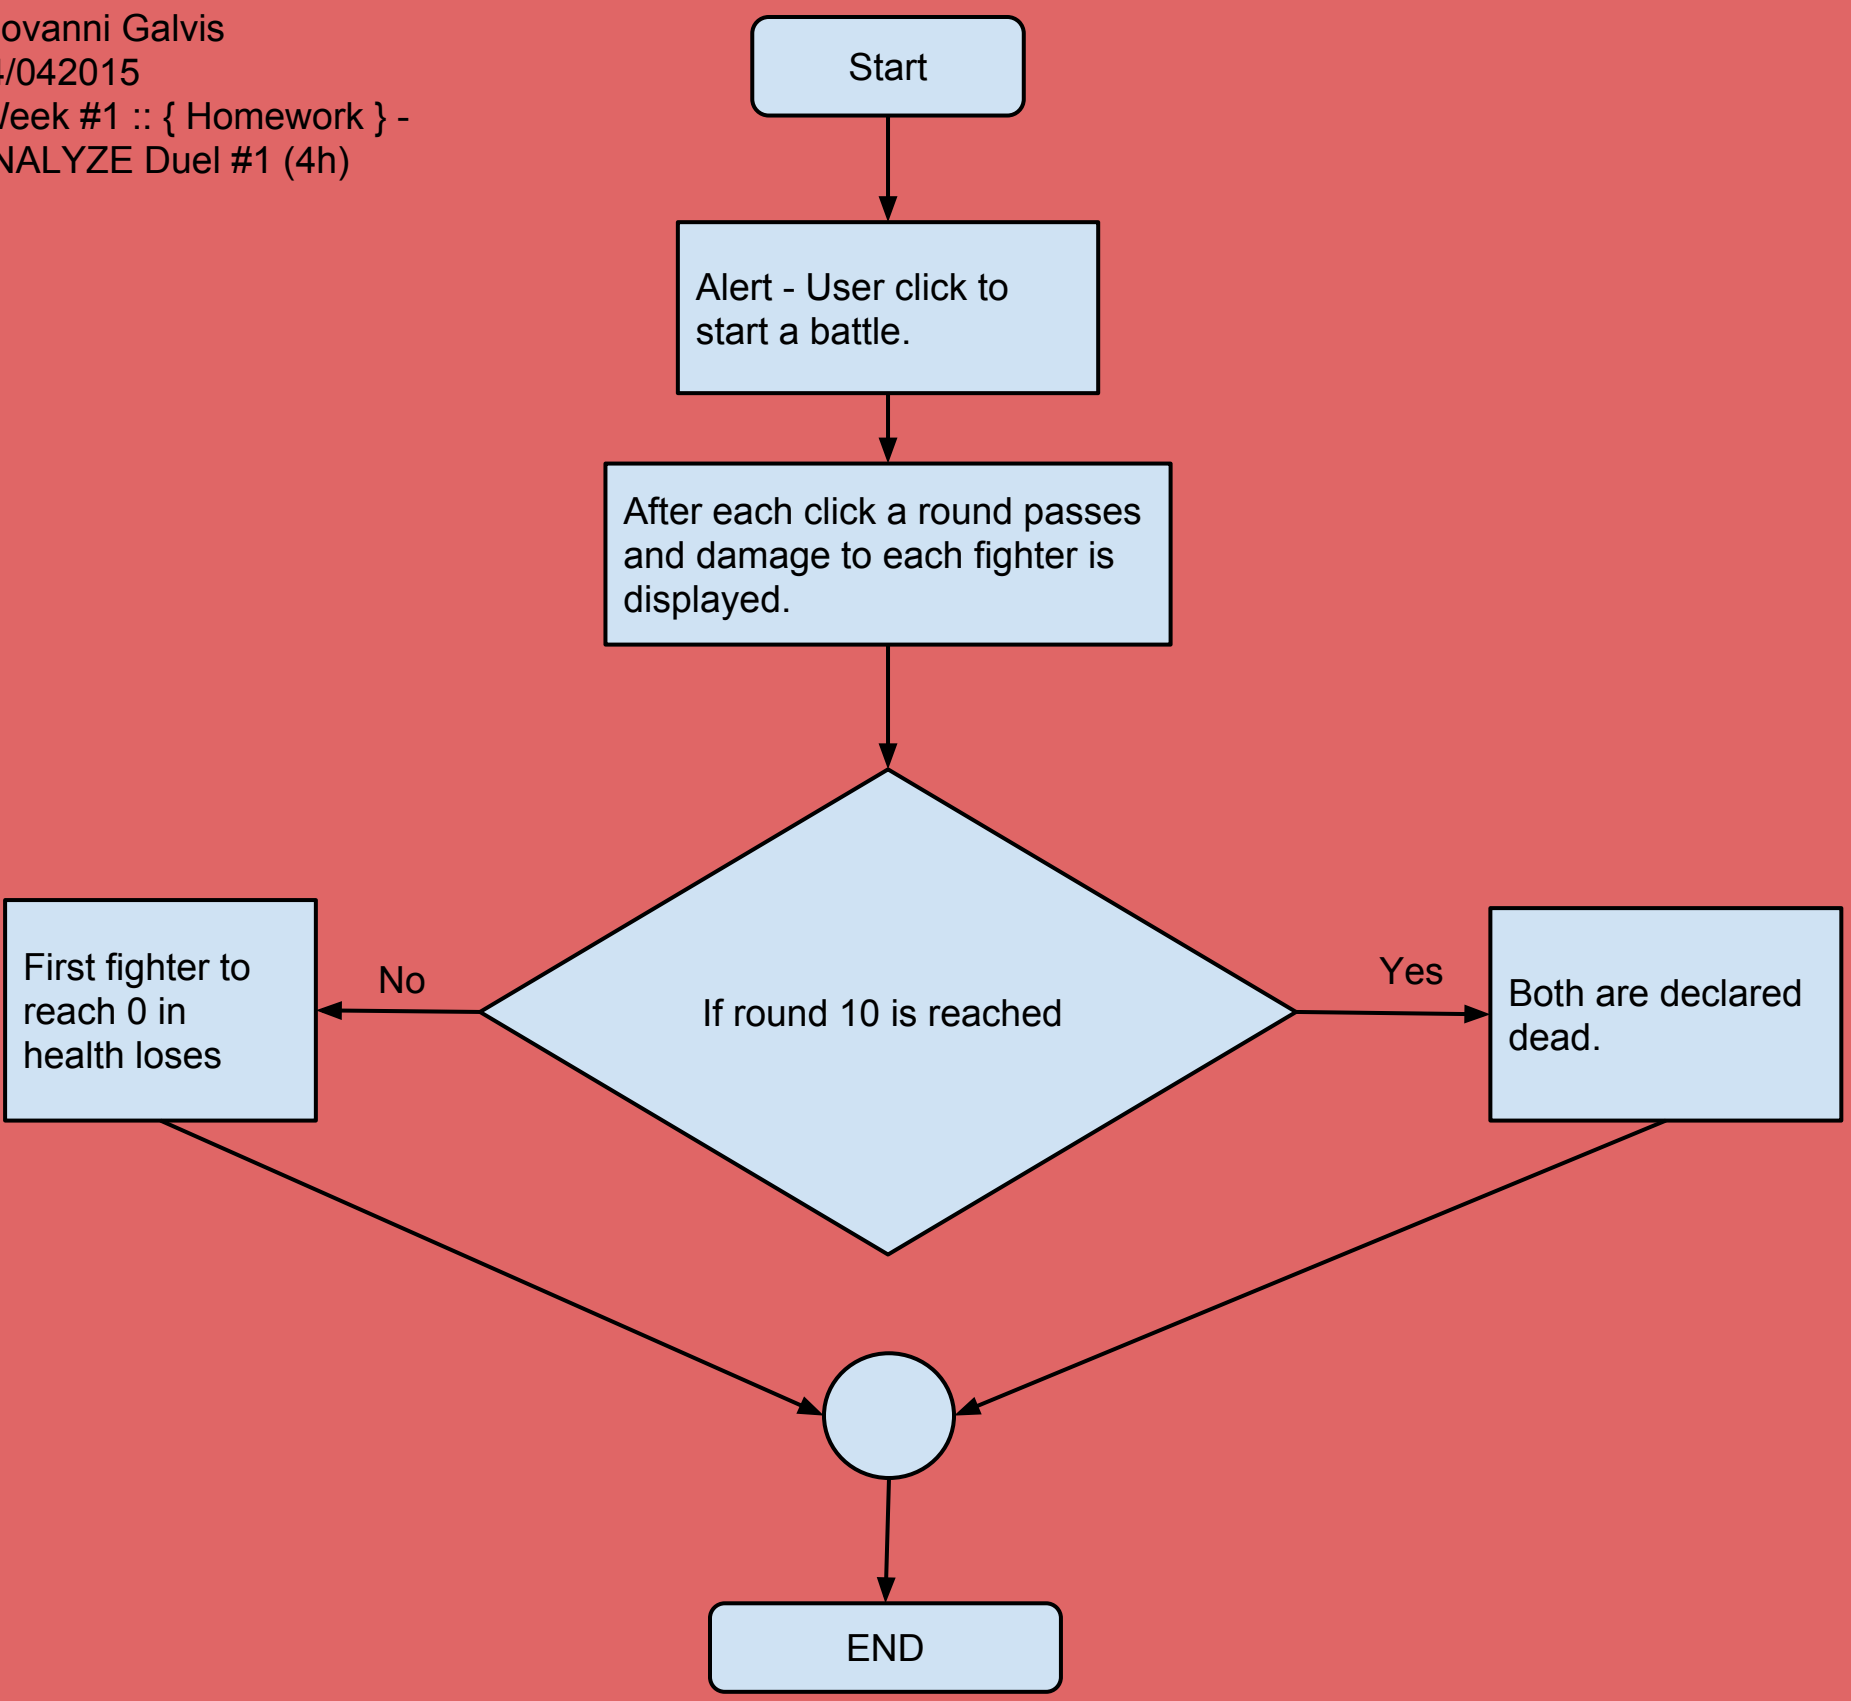 ovanni Galvis
4/042015
Week #1 :: { Homework } -
NALYZE Duel #1 (4h)
Start
Alert - User click to
start a battle.
After each click a round passes
and damage to each fighter is
displayed.
If round 10 is reached
No
Yes
First fighter to
reach 0 in
health loses
Both are declared
dead.
END